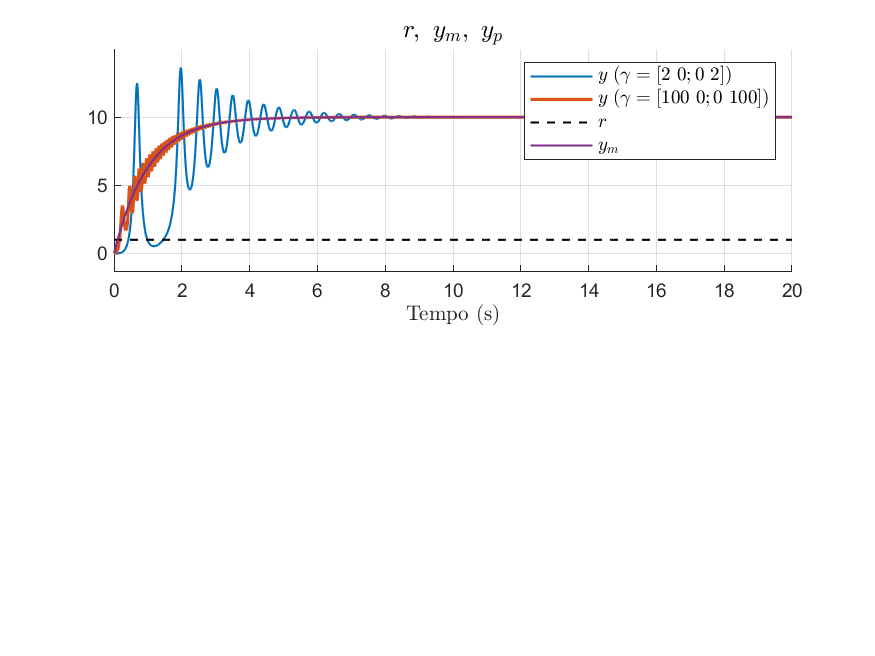 r, y_m, y_p
y (γ = [2 0; 0 2])
y (γ = [100 0; 0 100])
r
y_m
10
5
0
0 2 4 6 8 10 12 14 16 18 20
Tempo (s)